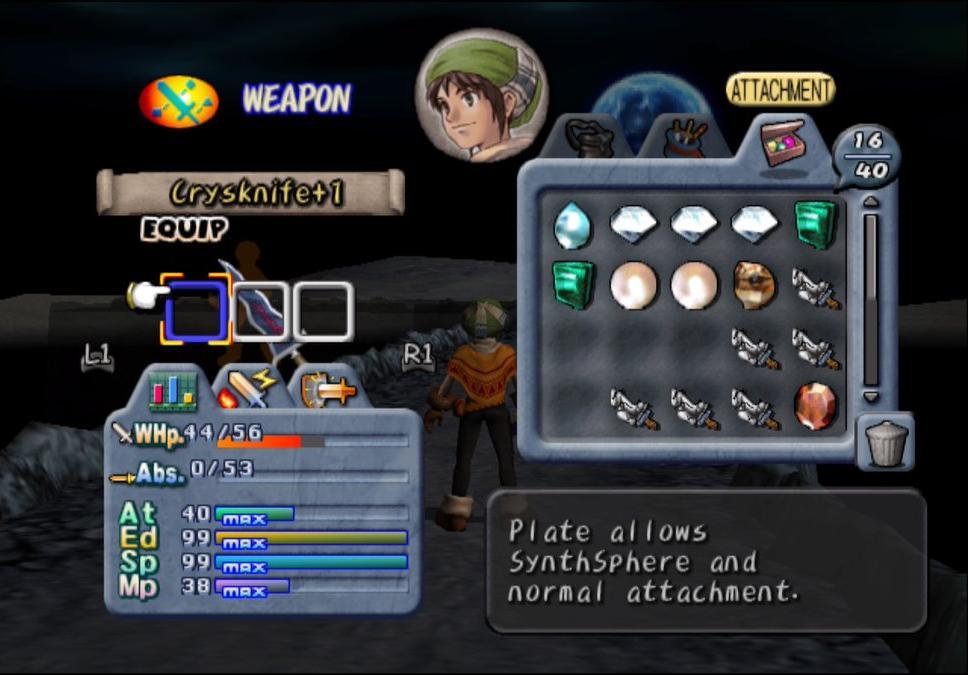 WEAPON
ATTACHMENT
16
40
Crysknife+1
EQUIP
L1
R1
WHp. 44/56
Abs. 0/53
At 40 max
Ed 99 max
Sp 99 max
Mp 38 max
Plate allows
SynthSphere and
normal attachment.